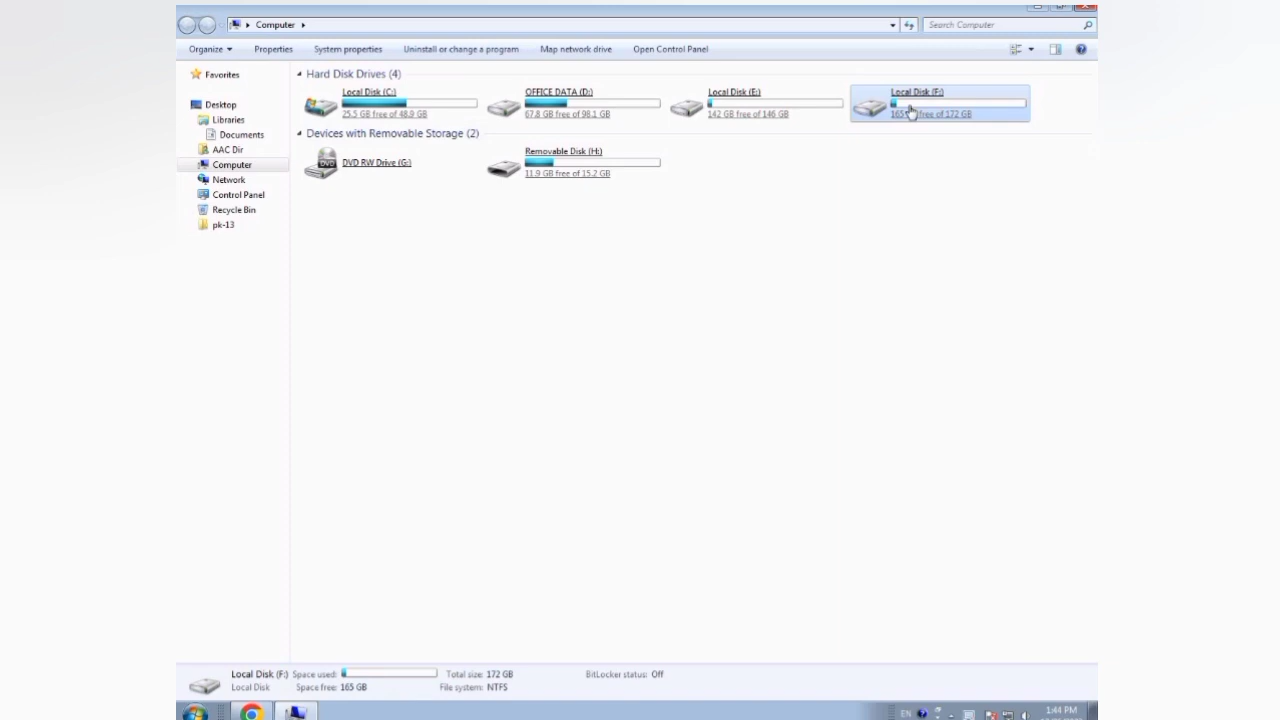 Computer
Search Computer
Organize
Properties
System properties
Uninstall or change a program
Map network drive
Open Control Panel
Favorites
Desktop
Libraries
Documents
AAC Dir
Computer
Network
Control Panel
Recycle Bin
pk-13
Hard Disk Drives (4)
Local Disk (C:)
25.5 GB free of 48.9 GB
OFFICE DATA (D:)
67.8 GB free of 98.1 GB
Local Disk (E:)
142 GB free of 146 GB
Local Disk (F:)
165 free of 172 GB
Devices with Removable Storage (2)
DVD RW Drive (G:)
Removable Disk (H:)
11.9 GB free of 15.2 GB
Local Disk (F:) Space used: Total size: 172 GB BitLocker status: Off
Local Disk Space free: 165 GB File system: NTFS
EN
1:44 PM